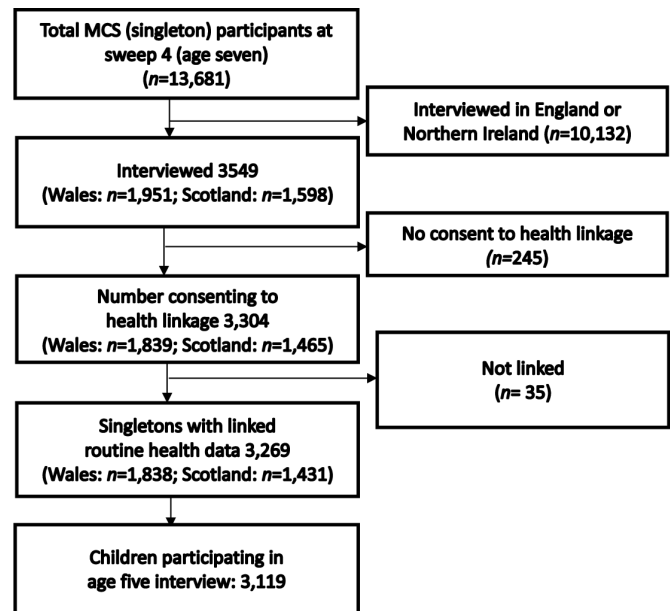 Total MCS (singleton) participants at
sweep 4 (age seven)
(n=13,681)
Interviewed in England or
Northern Ireland (n=10,132)
Interviewed 3549
(Wales: n=1,951; Scotland: n=1,598)
No consent to health linkage
(n=245)
Number consenting to
health linkage 3,304
(Wales: n=1,839; Scotland: n=1,465)
Not linked
(n= 35)
Singletons with linked
routine health data 3,269
(Wales: n=1,838; Scotland: n=1,431)
Children participating in
age five interview: 3,119